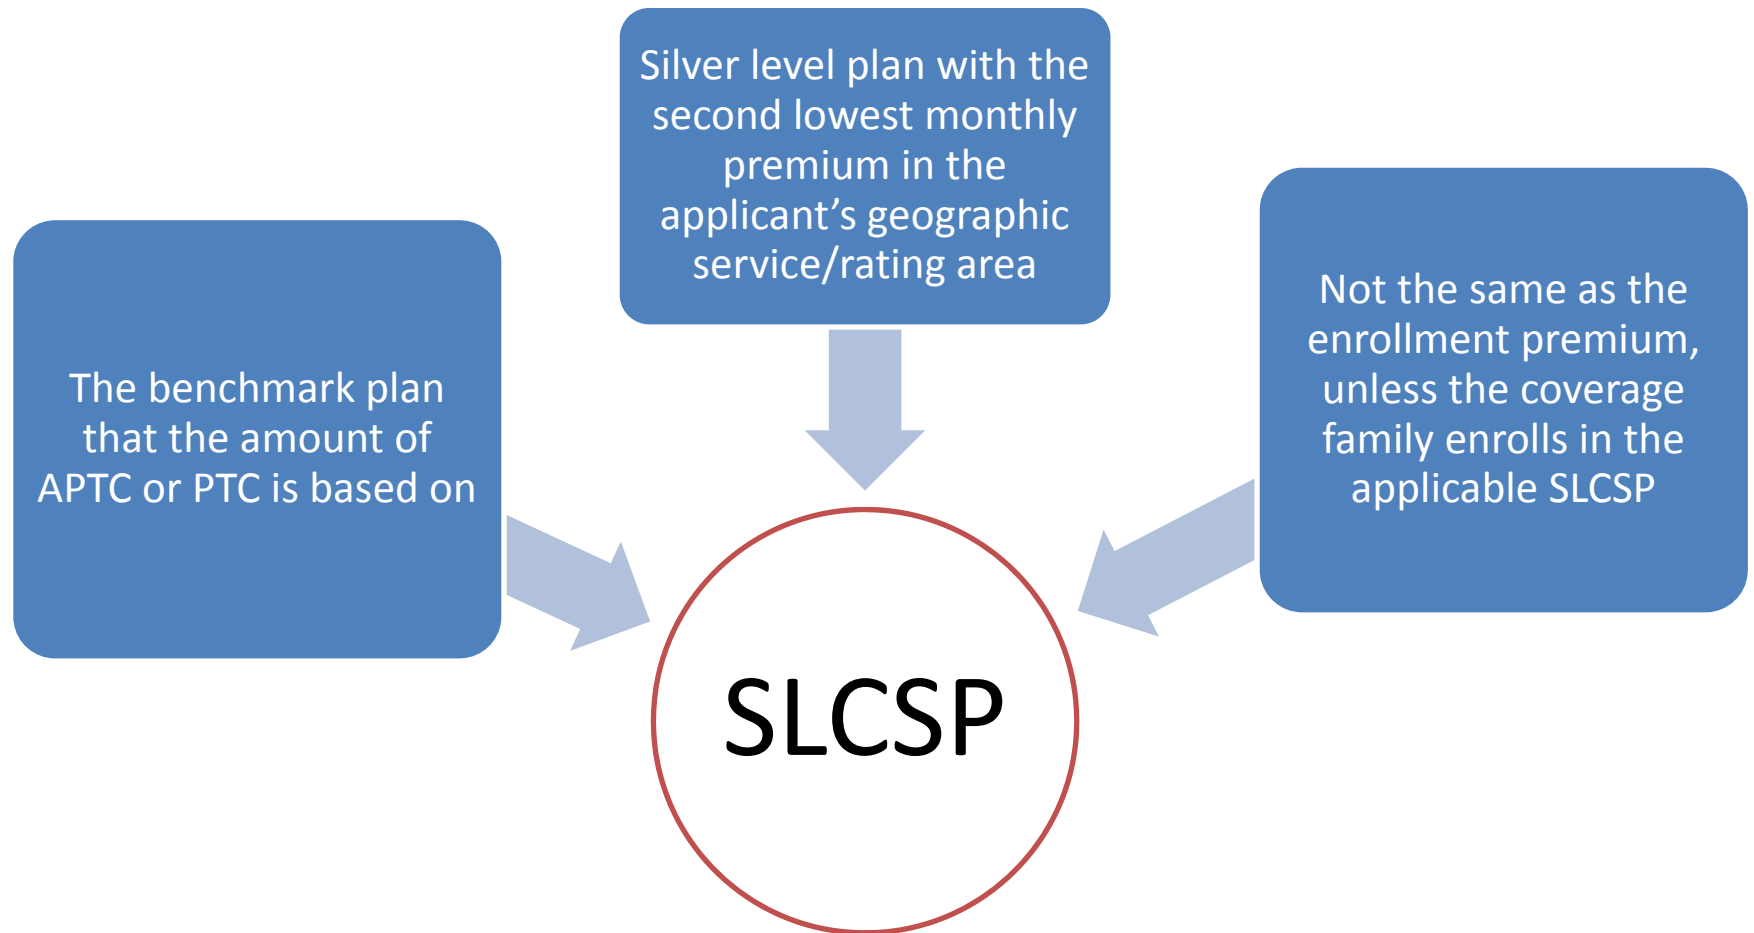 Silver level plan with the
second lowest monthly
premium in the
applicant’s geographic
service/rating area
The benchmark plan
that the amount of
APTC or PTC is based on
Not the same as the
enrollment premium,
unless the coverage
family enrolls in the
applicable SLCSP
SLCSP